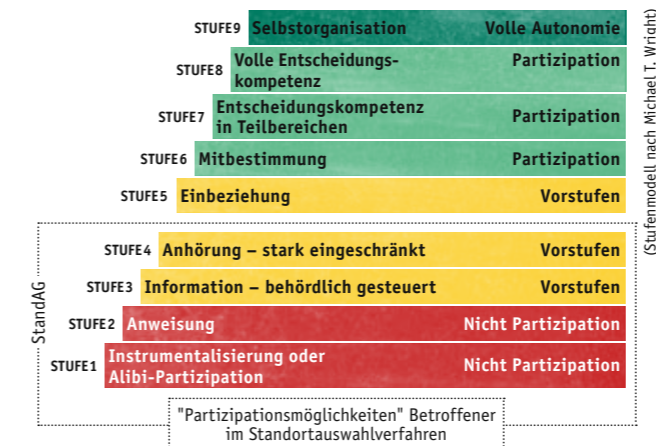 STUFE9 Selbstorganisation Volle Autonomie
STUFE8 Volle Entscheidungs-
kompetenz Partizipation
STUFE7 Entscheidungskompetenz
in Teilbereichen Partizipation
STUFE6 Mitbestimmung Partizipation
STUFE5 Einbeziehung Vorstufen
STUFE4 Anhörung – stark eingeschränkt Vorstufen
STUFE3 Information – behördlich gesteuert Vorstufen
STUFE2 Anweisung Nicht Partizipation
STUFE1 Instrumentalisierung oder
Alibi-Partizipation Nicht Partizipation
StandAG
"Partizipationsmöglichkeiten" Betroffener
im Standortauswahlverfahren
(Stufenmodell nach Michael T. Wright)